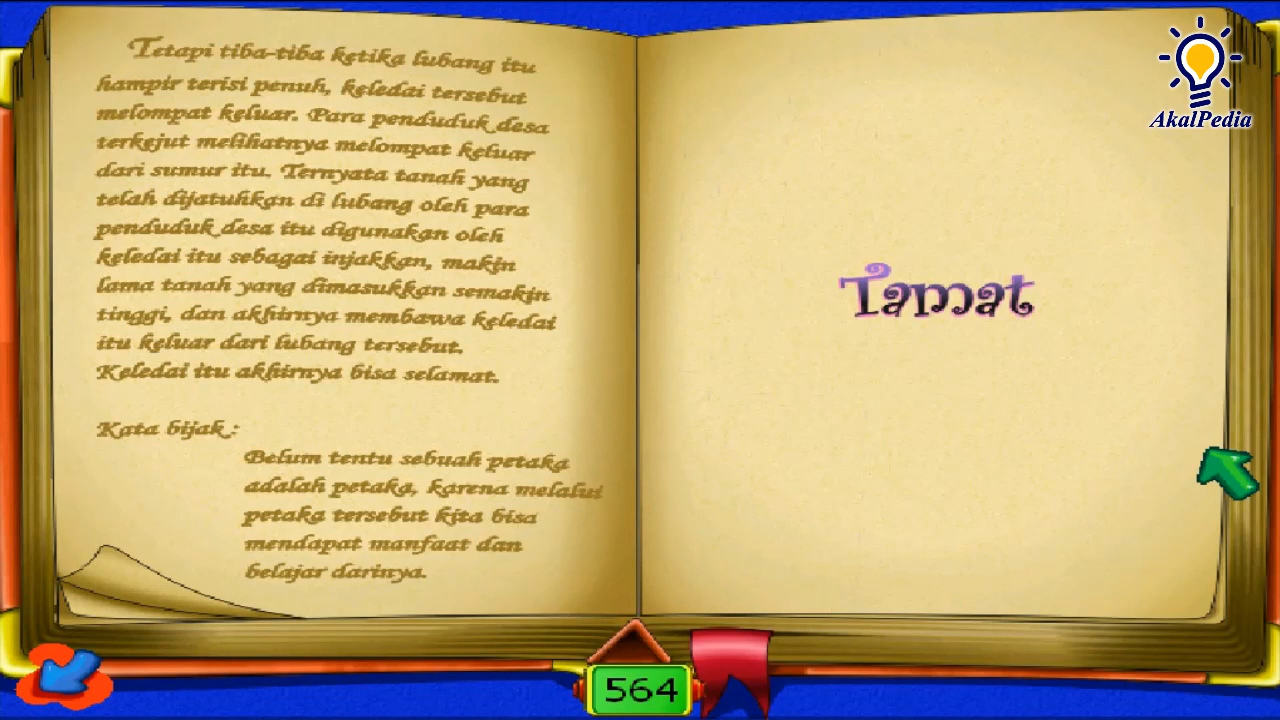 Tetapi tiba-tiba ketika lubang itu
hampir terisi penuh, keledai tersebut
melompat keluar. Para penduduk desa
terkejut melihatnya melompat keluar
dari sumur itu. Ternyata tanah yang
telah dijatuhkan di lubang oleh para
penduduk desa itu digunakan oleh
keledai itu sebagai injakkan, makin
lama tanah yang dimasukkan semakin
tinggi, dan akhirnya membawa keledai
itu keluar dari lubang tersebut.
Keledai itu akhirnya bisa selamat.
Kata bijak :
Belum tentu sebuah petaka
adalah petaka, karena melalui
petaka tersebut kita bisa
mendapat manfaat dan
belajar darinya.
Tamat
AkalPedia
564